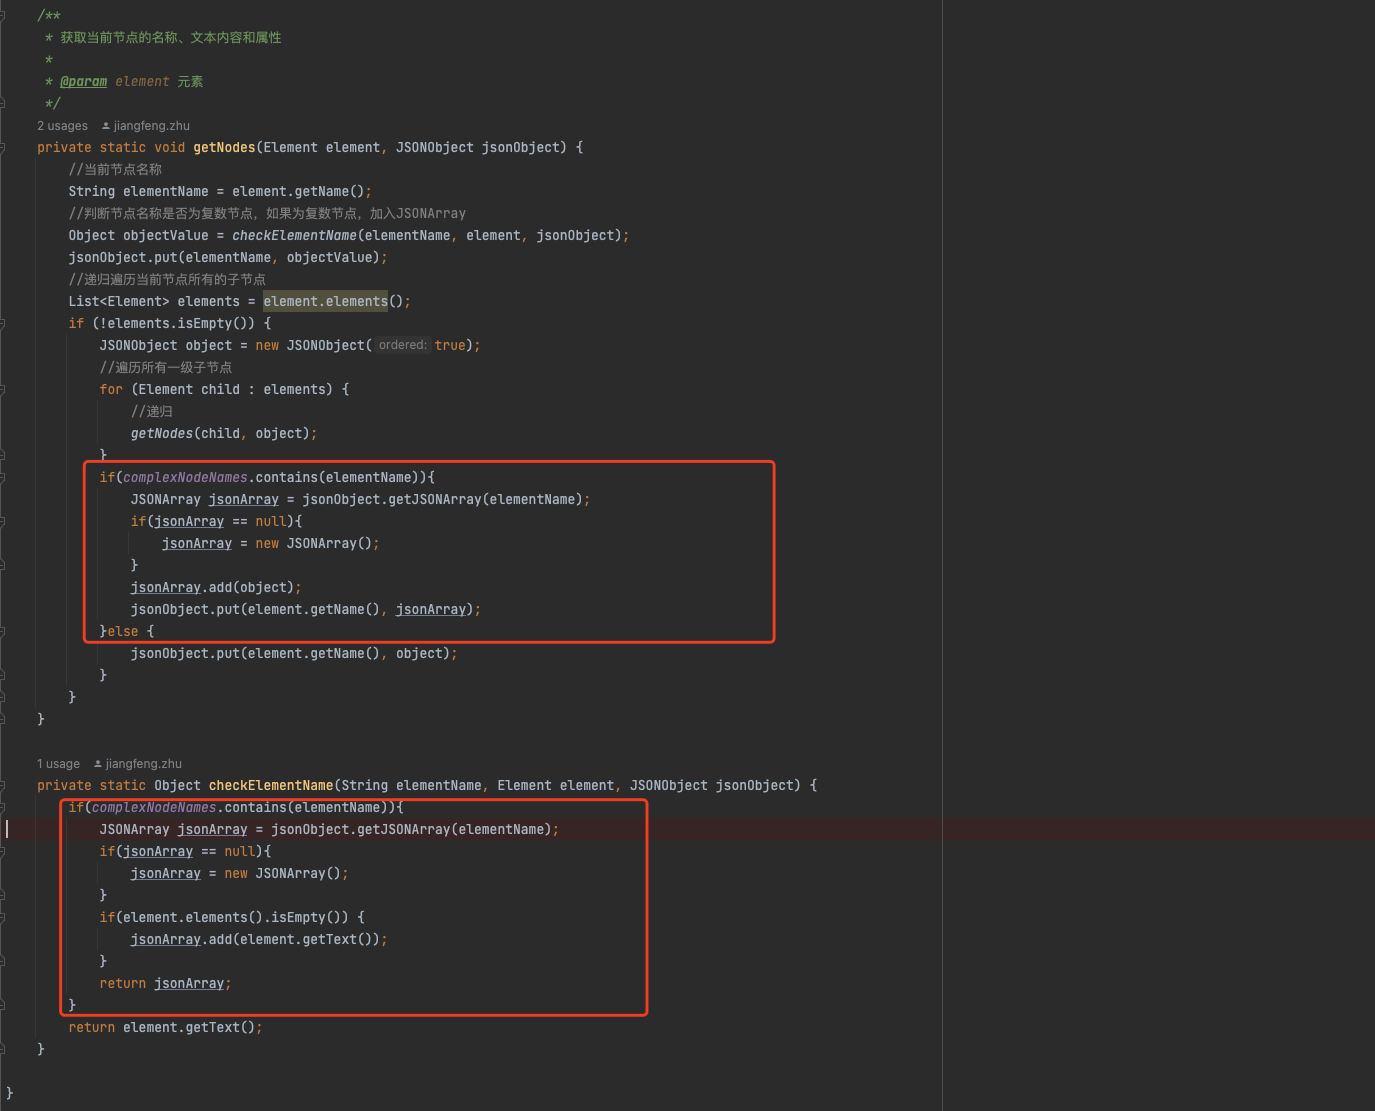 /**
 * 获取当前节点的名称、文本内容和属性
 *
 * @param element 元素
 */
2 usages jiangfeng.zhu
private static void getNodes(Element element, JSONObject jsonObject) {
    //当前节点名称
    String elementName = element.getName();
    //判断节点名称是否为复数节点，如果为复数节点，加入JSONArray
    Object objectValue = checkElementName(elementName, element, jsonObject);
    jsonObject.put(elementName, objectValue);
    //递归遍历当前节点所有的子节点
    List<Element> elements = element.elements();
    if (!elements.isEmpty()) {
        JSONObject object = new JSONObject( ordered: true);
        //遍历所有一级子节点
        for (Element child : elements) {
            //递归
            getNodes(child, object);
        }
        if(complexNodeNames.contains(elementName)){
            JSONArray jsonArray = jsonObject.getJSONArray(elementName);
            if(jsonArray == null){
                jsonArray = new JSONArray();
            }
            jsonArray.add(object);
            jsonObject.put(element.getName(), jsonArray);
        }else {
            jsonObject.put(element.getName(), object);
        }
    }
}
1 usage jiangfeng.zhu
private static Object checkElementName(String elementName, Element element, JSONObject jsonObject) {
    if(complexNodeNames.contains(elementName)){
        JSONArray jsonArray = jsonObject.getJSONArray(elementName);
        if(jsonArray == null){
            jsonArray = new JSONArray();
        }
        if(element.elements().isEmpty()) {
            jsonArray.add(element.getText());
        }
        return jsonArray;
    }
    return element.getText();
}
}